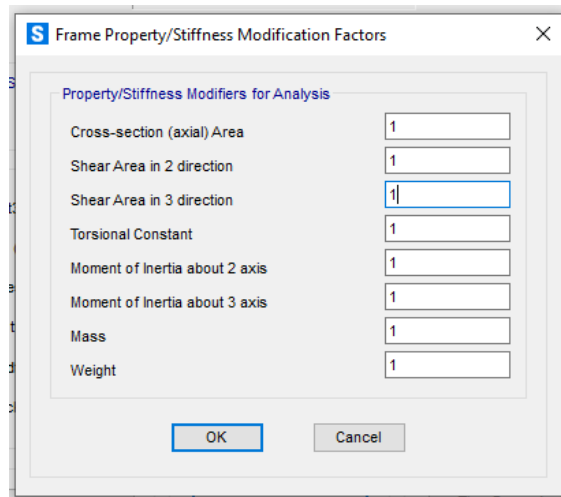 S Frame Property/Stiffness Modification Factors
Property/Stiffness Modifiers for Analysis
Cross-section (axial) Area 1
Shear Area in 2 direction 1
Shear Area in 3 direction 1
Torsional Constant 1
Moment of Inertia about 2 axis 1
Moment of Inertia about 3 axis 1
Mass 1
Weight 1
OK Cancel